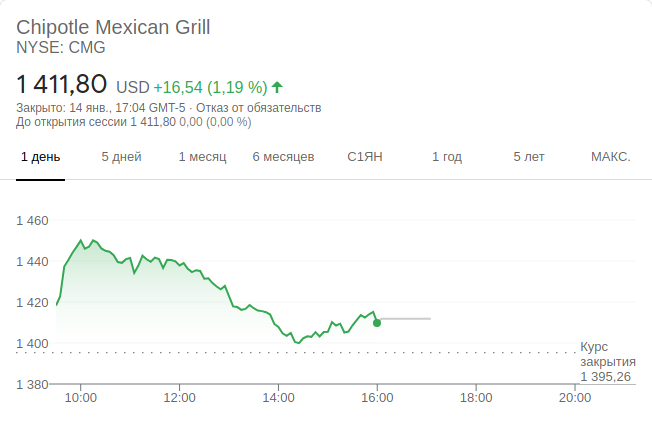 Chipotle Mexican Grill
NYSE: CMG
1 411,80 USD +16,54 (1,19 %)
Закрыто: 14 янв., 17:04 GMT-5 · Отказ от обязательств
До открытия сессии 1 411,80 0,00 (0,00 %)
1 день 5 дней 1 месяц 6 месяцев С1ЯН 1 год 5 лет МАКС.
1 460
1 440
1 420
1 400
1 380
Курс
закрытия
1 395,26
10:00 12:00 14:00 16:00 18:00 20:00